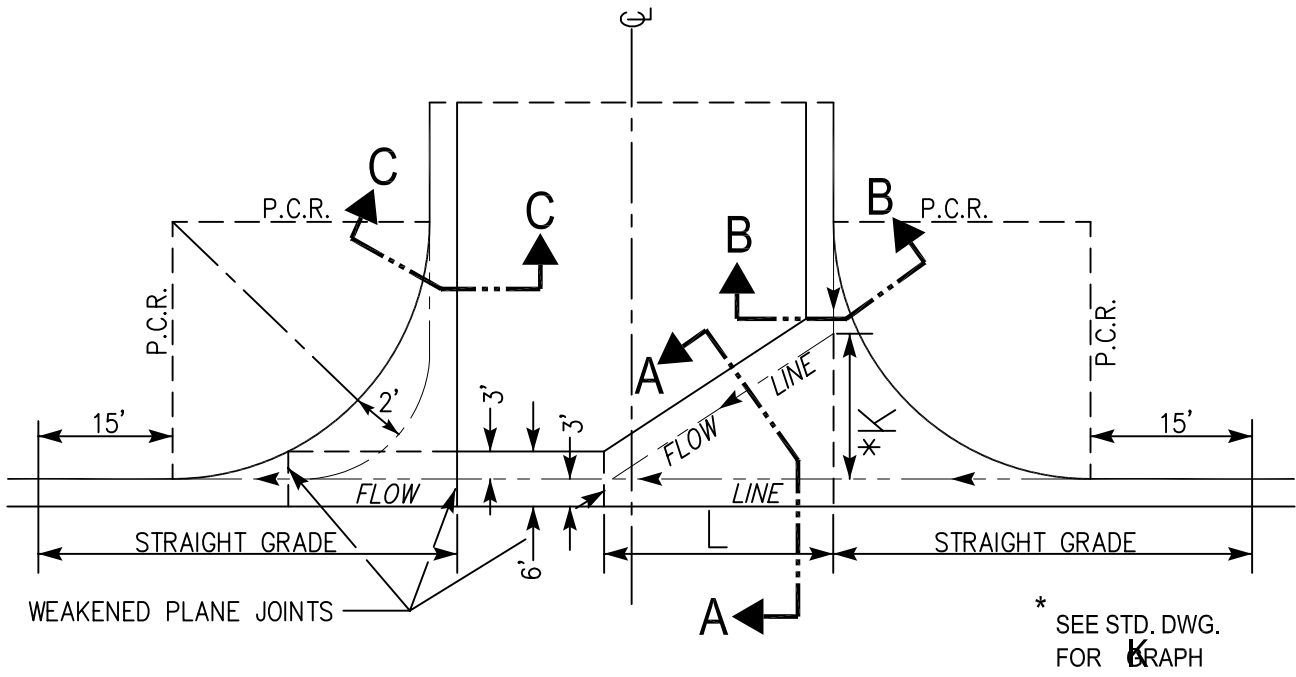 ℄
C
C
B
B
P.C.R.
P.C.R.
P.C.R.
P.C.R.
A
LINE
FLOW
*K
2'
3'
3'
15'
15'
FLOW
LINE
STRAIGHT GRADE
L
STRAIGHT GRADE
6'
WEAKENED PLANE JOINTS
A
*
SEE STD. DWG.
FOR K GRAPH